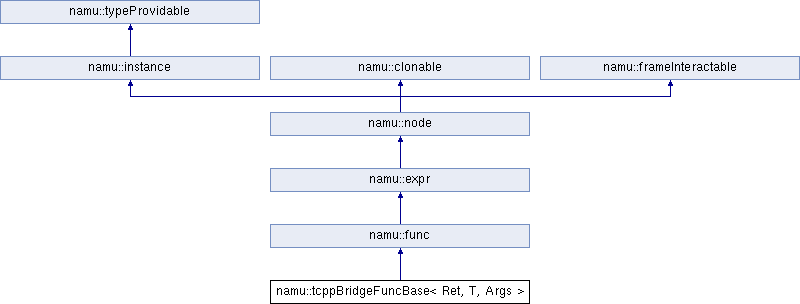 namu::typeProvidable
namu::instance
namu::clonable
namu::frameInteractable
namu::node
namu::expr
namu::func
namu::tcppBridgeFuncBase< Ret, T, Args >